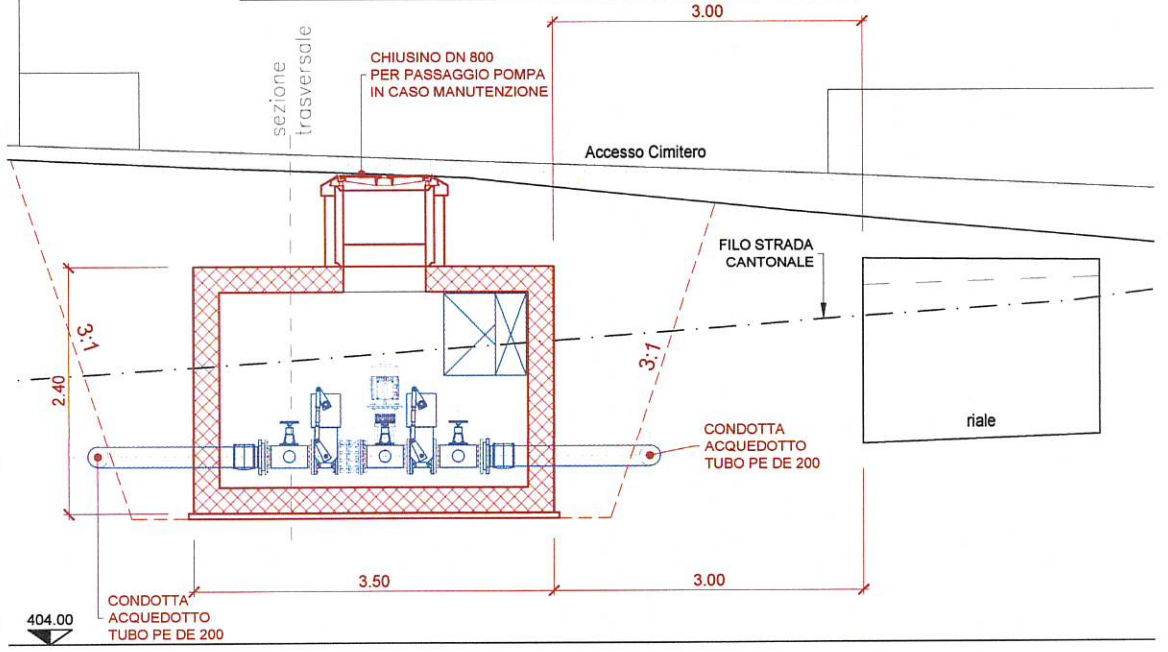 3.00
sezione
trasversale
CHIUSINO DN 800
PER PASSAGGIO POMPA
IN CASO MANUTENZIONE
Accesso Cimitero
FILO STRADA
CANTONALE
3:1
3:1
2.40
riale
CONDOTTA
ACQUEDOTTO
TUBO PE DE 200
3.50
3.00
CONDOTTA
ACQUEDOTTO
TUBO PE DE 200
404.00